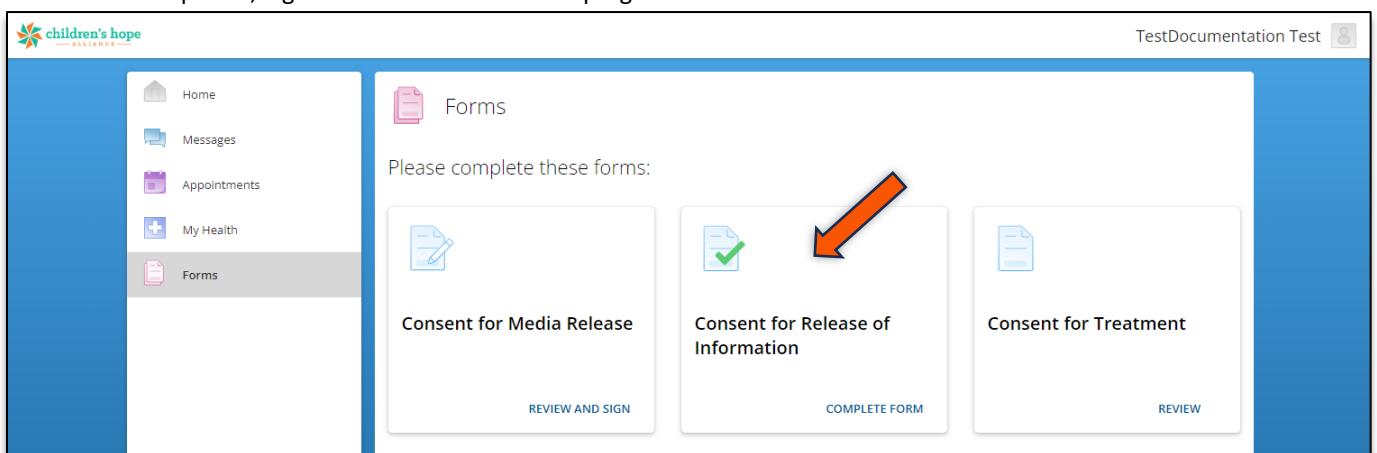 children's hope
ALLIANCE
TestDocumentation Test
Home
Messages
Appointments
My Health
Forms
Forms
Please complete these forms:
Consent for Media Release
REVIEW AND SIGN
Consent for Release of
Information
COMPLETE FORM
Consent for Treatment
REVIEW